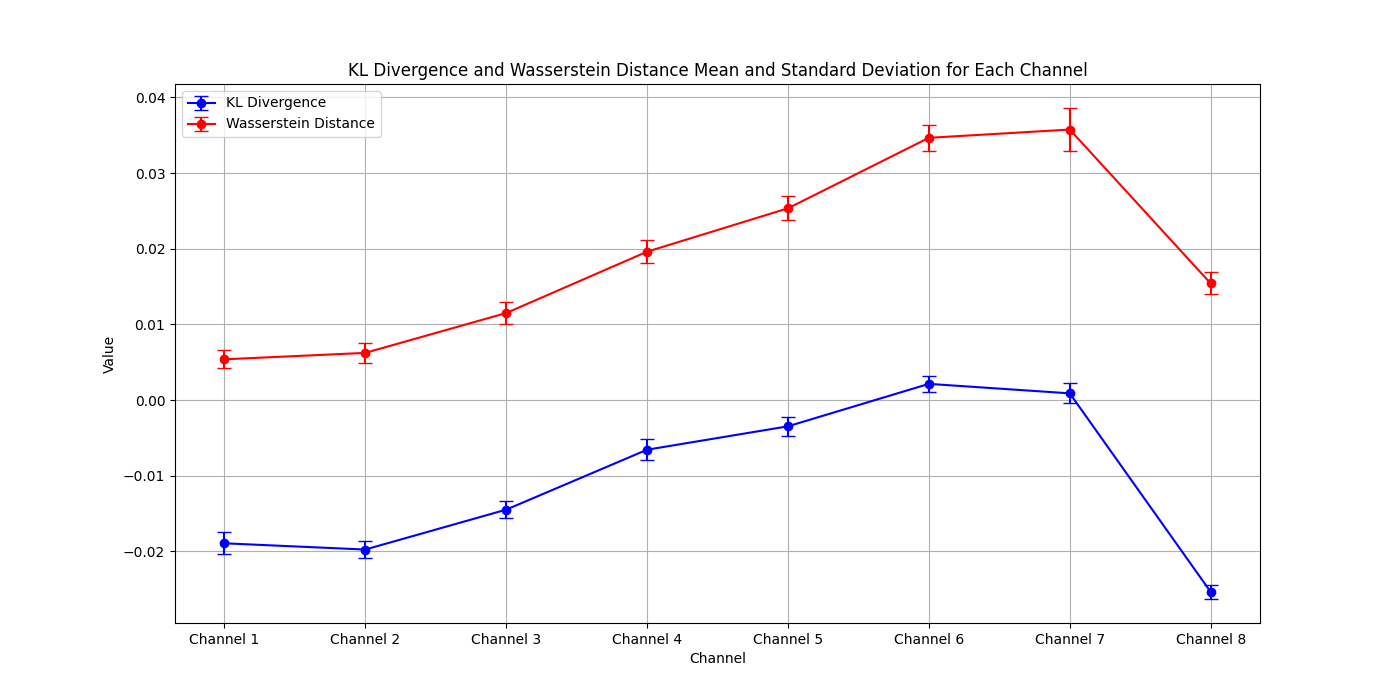 KL Divergence and Wasserstein Distance Mean and Standard Deviation for Each Channel
KL Divergence
Wasserstein Distance
0.04
0.03
0.02
0.01
0.00
−0.01
−0.02
Value
Channel 1 Channel 2 Channel 3 Channel 4 Channel 5 Channel 6 Channel 7 Channel 8
Channel